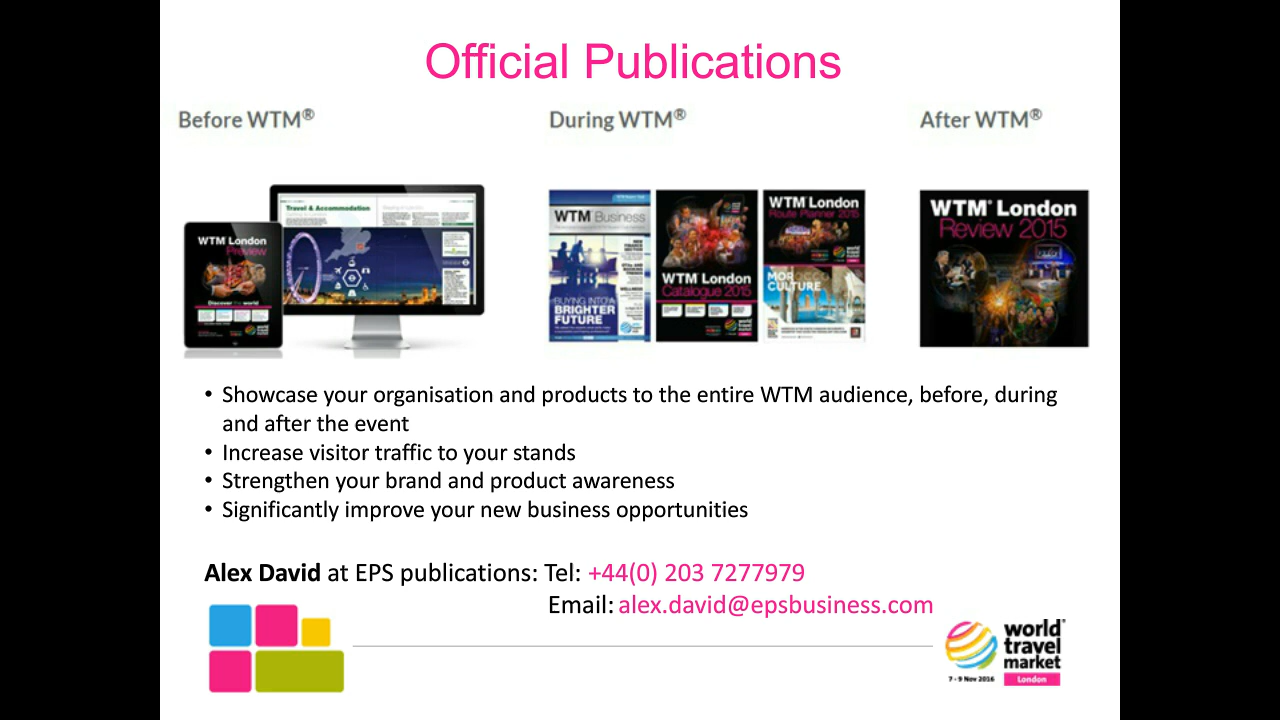 Official Publications
Before WTM®
During WTM®
After WTM®
Travel & Accommodation
WTM London
Preview
Discover the world
WTM Business
BUYING INTO A
BRIGHTER
FUTURE
WTM® London
Catalogue 2015
WTM® London
Route Planner 2015
MOROCCO
CULTURE
WTM® London
Review 2015
• Showcase your organisation and products to the entire WTM audience, before, during
and after the event
• Increase visitor traffic to your stands
• Strengthen your brand and product awareness
• Significantly improve your new business opportunities
Alex David at EPS publications: Tel: +44(0) 203 7277979
Email: alex.david@epsbusiness.com
world
travel
market
7 - 9 Nov 2016
London